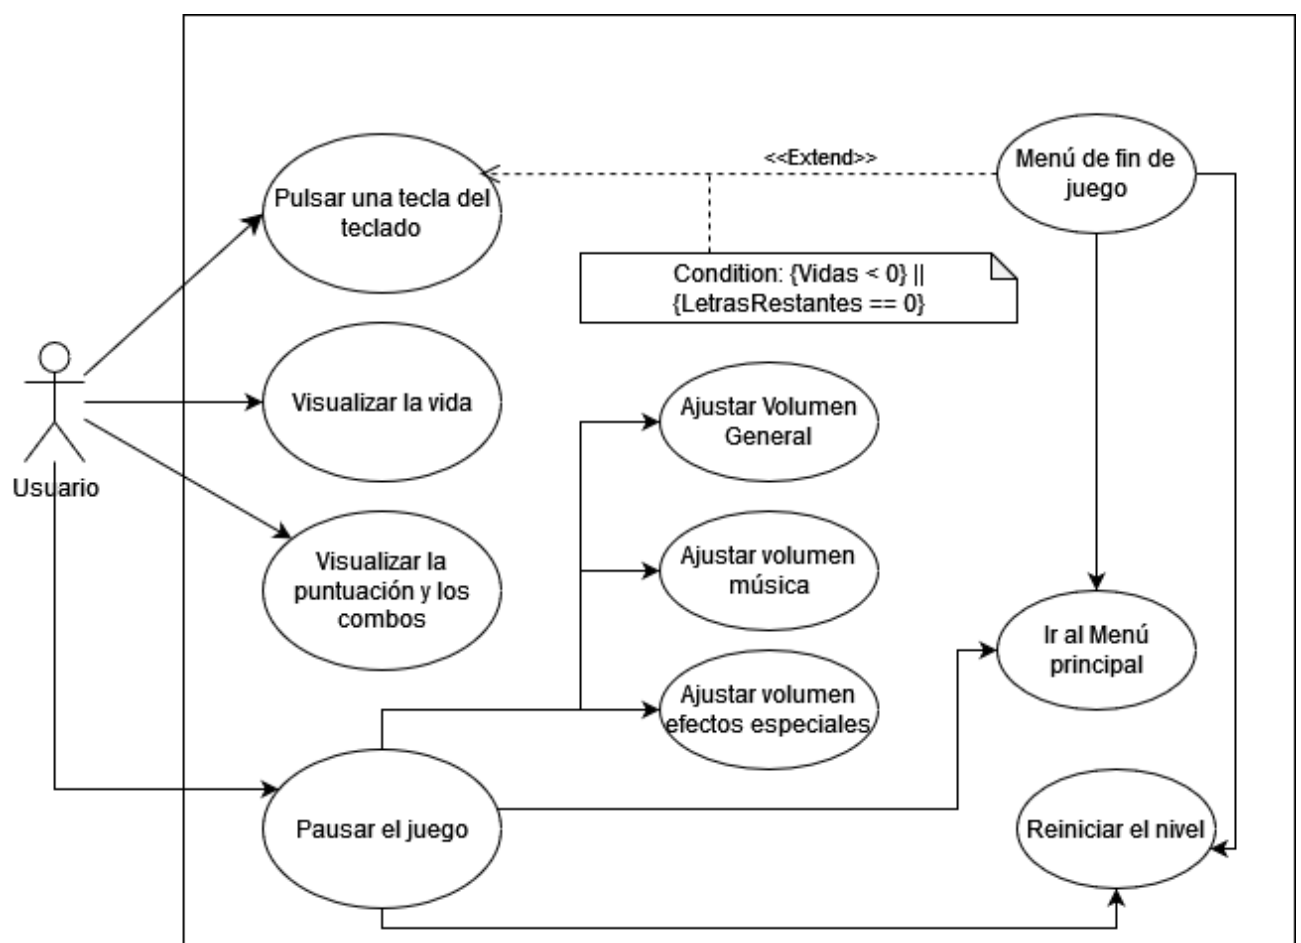 <<Extend>>
Menú de fin de
juego
Pulsar una tecla del
teclado
Condition: {Vidas < 0} ||
{LetrasRestantes == 0}
Visualizar la vida
Ajustar Volumen
General
Usuario
Visualizar la
puntuación y los
combos
Ajustar volumen
música
Ir al Menú
principal
Ajustar volumen
efectos especiales
Pausar el juego
Reiniciar el nivel